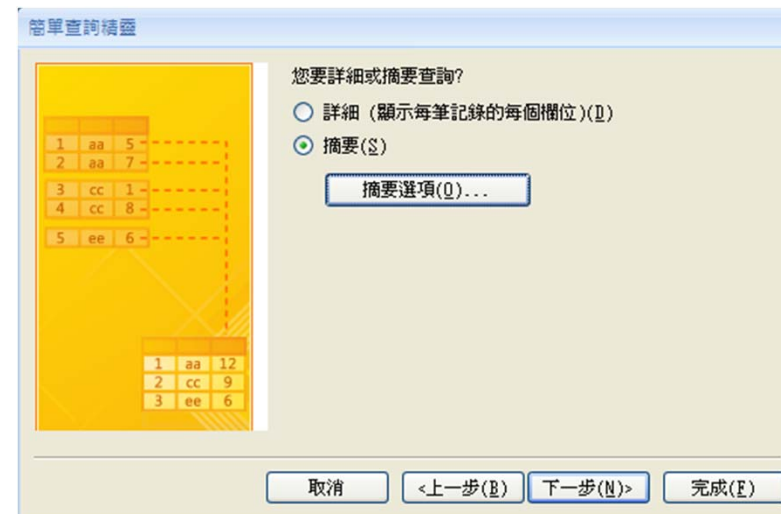 簡單查詢精靈
您要詳細或摘要查詢?
詳細 (顯示每筆記錄的每個欄位)(D)
摘要(S)
摘要選項(O)...
1 aa 5
2 aa 7
3 cc 1
4 cc 8
5 ee 6
1 aa 12
2 cc 9
3 ee 6
取消 <上一步(B) 下一步(N)> 完成(F)